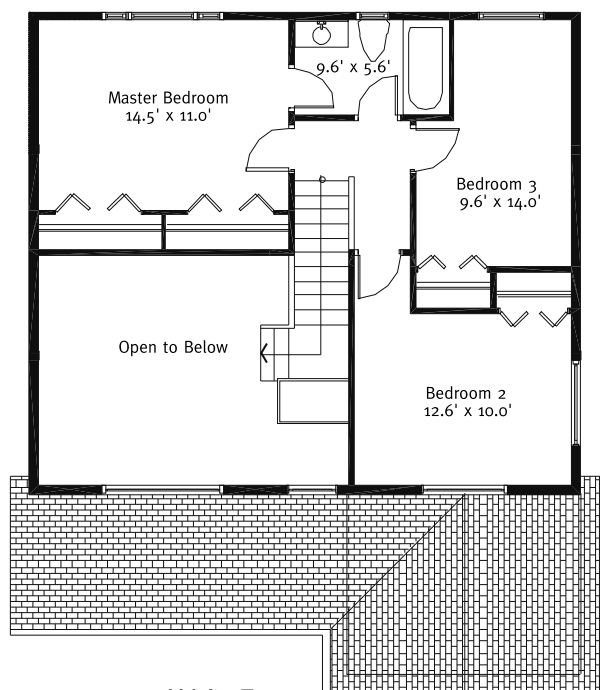 9.6' x 5.6'
Master Bedroom
14.5' x 11.0'
Bedroom 3
9.6' x 14.0'
Open to Below
Bedroom 2
12.6' x 10.0'